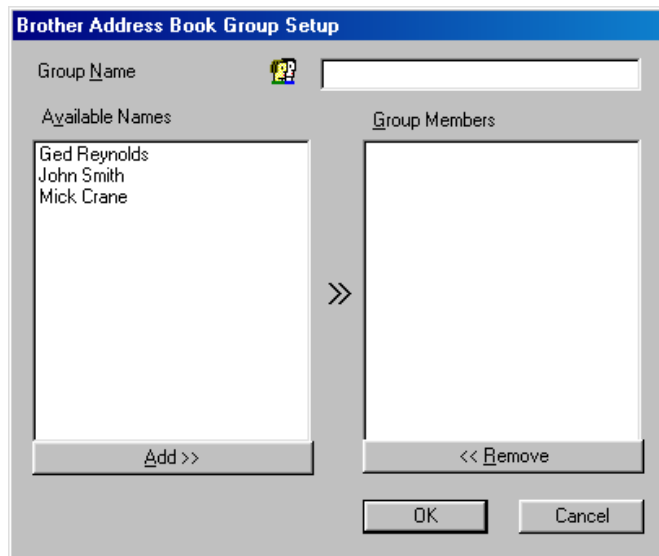 Brother Address Book Group Setup
Group Name
Available Names
Group Members
Ged Reynolds
John Smith
Mick Crane
>>
Add >>
<< Remove
OK
Cancel